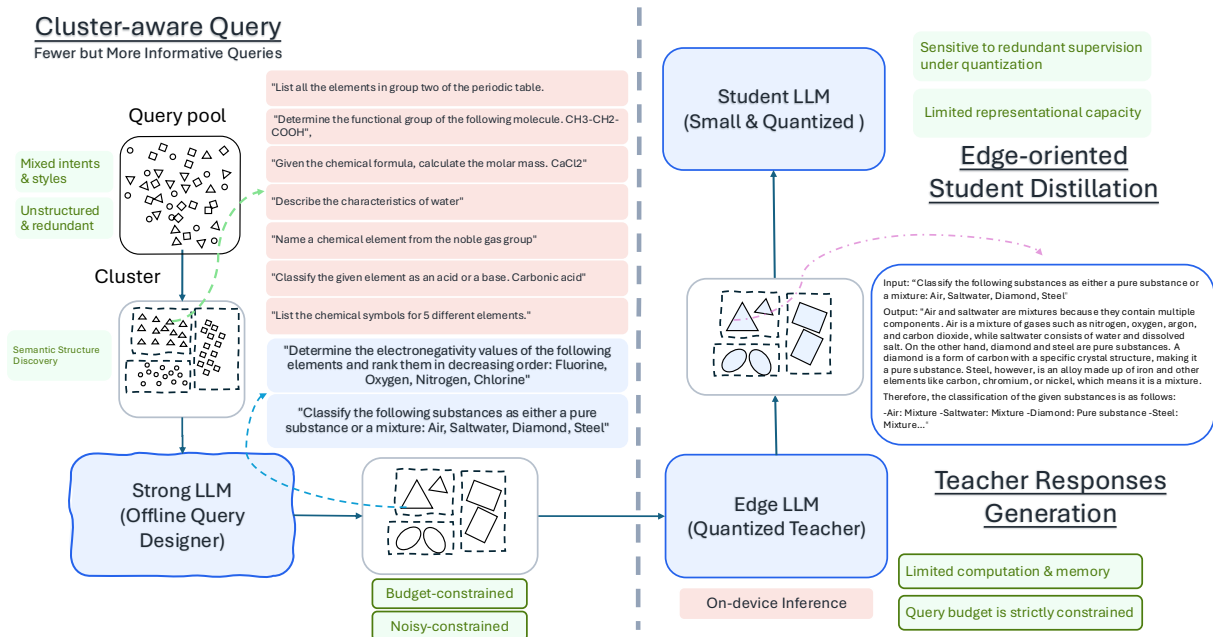 Cluster-aware Query
Fewer but More Informative Queries
Query pool
Mixed intents
& styles
Unstructured
& redundant
Cluster
Semantic Structure
Discovery
"List all the elements in group two of the periodic table.
"Determine the functional group of the following molecule. CH3-CH2-
COOH",
"Given the chemical formula, calculate the molar mass. CaCl2"
"Describe the characteristics of water"
"Name a chemical element from the noble gas group"
"Classify the given element as an acid or a base. Carbonic acid"
"List the chemical symbols for 5 different elements."
"Determine the electronegativity values of the following
elements and rank them in decreasing order: Fluorine,
Oxygen, Nitrogen, Chlorine"
"Classify the following substances as either a pure
substance or a mixture: Air, Saltwater, Diamond, Steel"
Strong LLM
(Offline Query
Designer)
Budget-constrained
Noisy-constrained
Student LLM
(Small & Quantized )
Sensitive to redundant supervision
under quantization
Limited representational capacity
Edge-oriented
Student Distillation
Input: "Classify the following substances as either a pure substance or
a mixture: Air, Saltwater, Diamond, Steel'
Output: "Air and saltwater are mixtures because they contain multiple
components. Air is a mixture of gases such as nitrogen, oxygen, argon,
and carbon dioxide, while saltwater consists of water and dissolved
salt. On the other hand, diamond and steel are pure substances. A
diamond is a form of carbon with a specific crystal structure, making it
a pure substance. Steel, however, is an alloy made up of iron and other
elements like carbon, chromium, or nickel, which means it is a mixture.
Therefore, the classification of the given substances is as follows:
-Air: Mixture -Saltwater: Mixture -Diamond: Pure substance -Steel:
Mixture..."
Edge LLM
(Quantized Teacher)
On-device Inference
Teacher Responses
Generation
Limited computation & memory
Query budget is strictly constrained